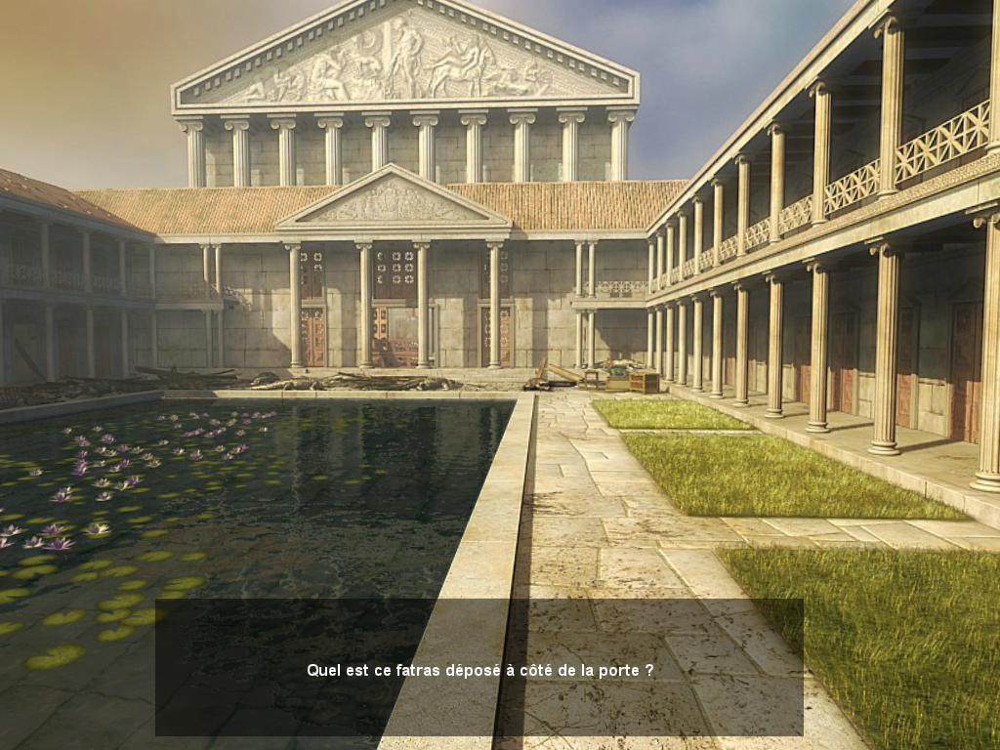 Quel est ce fatras déposé à côté de la porte ?